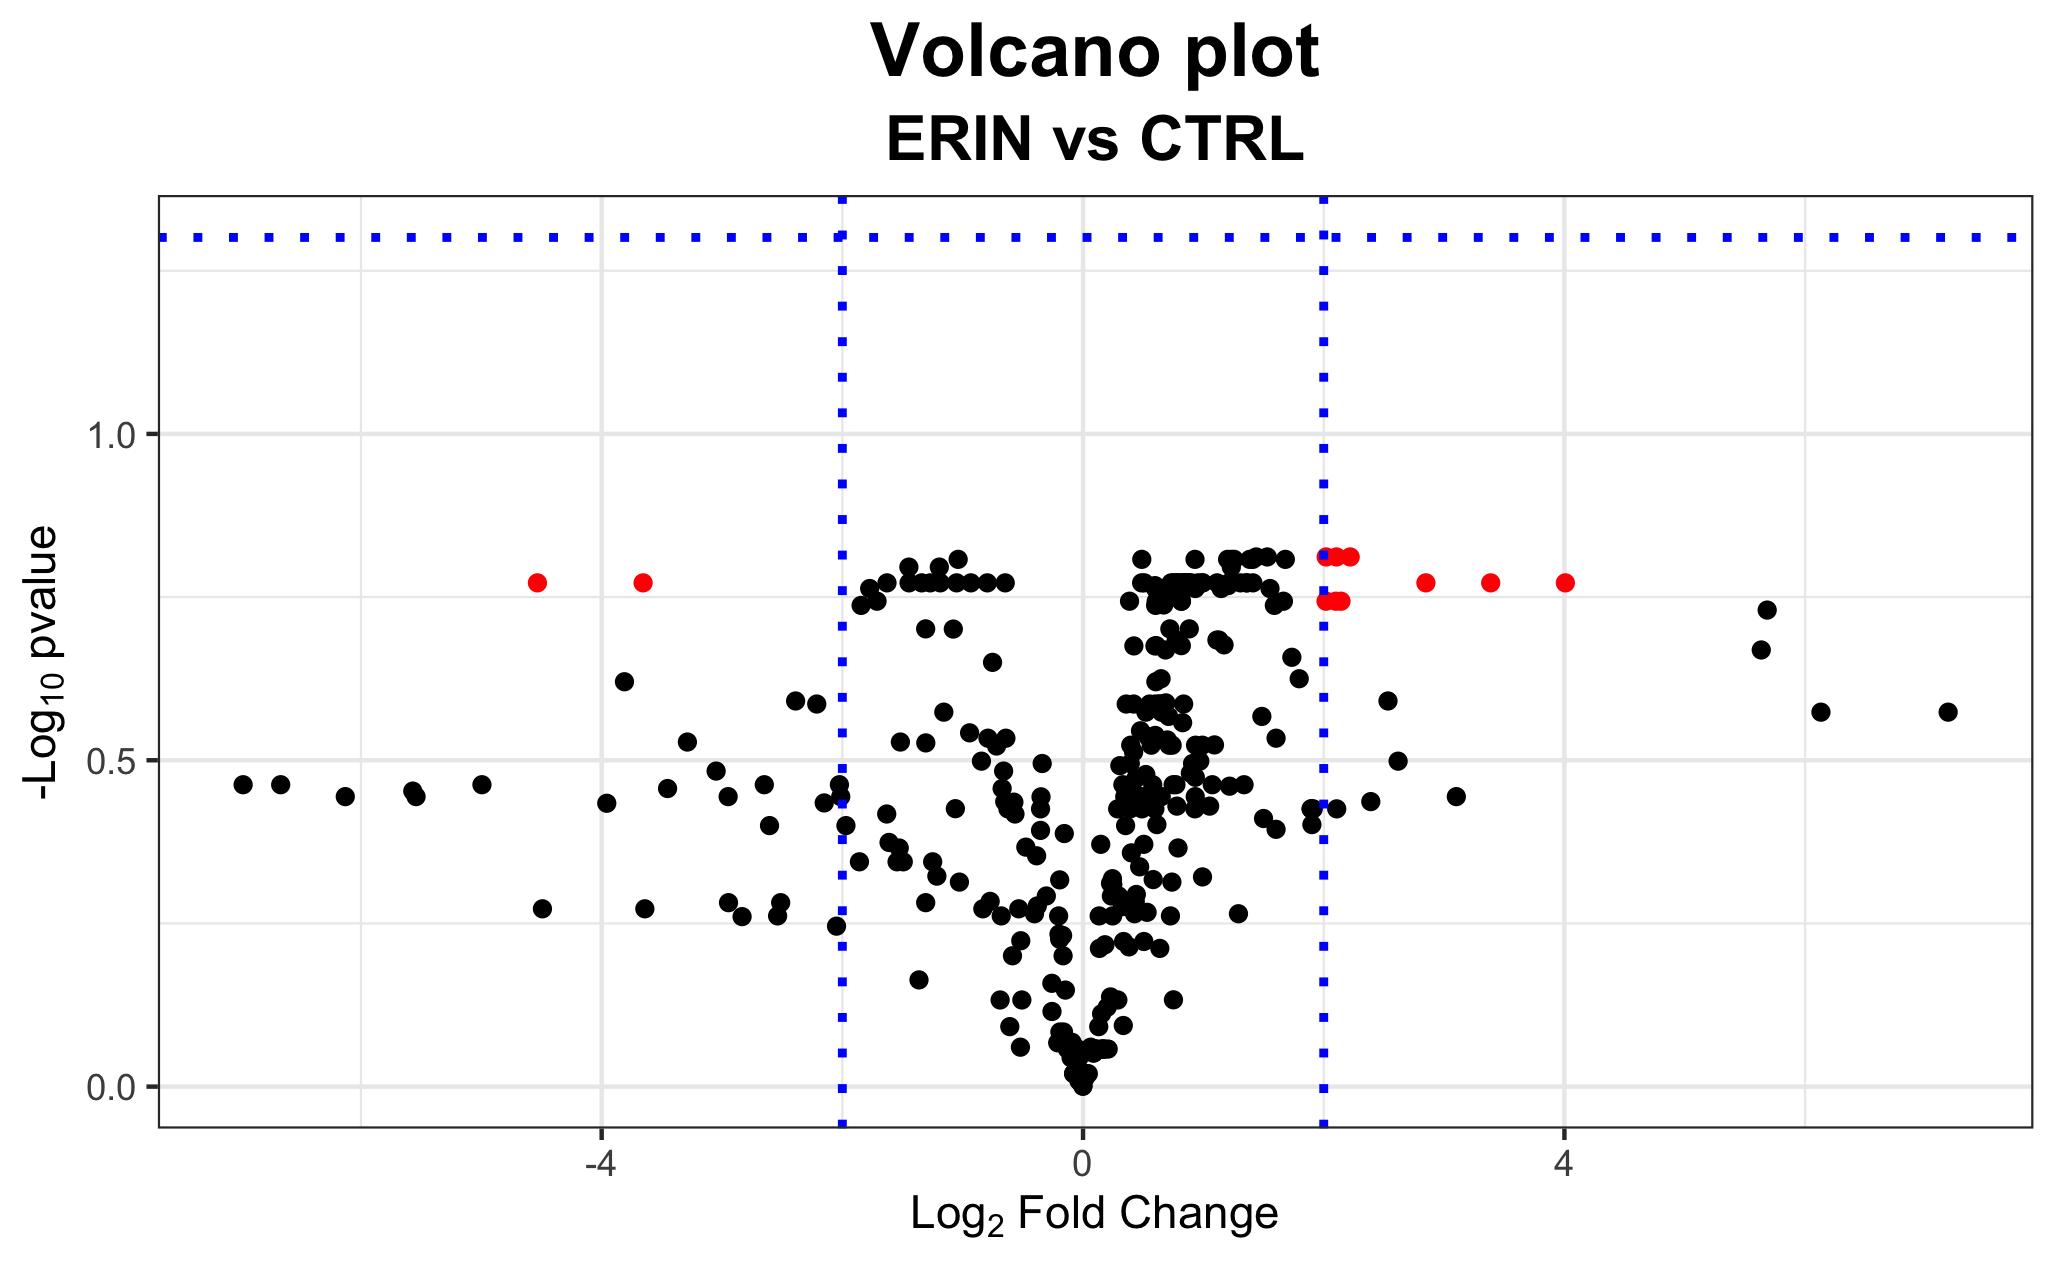 Volcano plot
ERIN vs CTRL
-Log10 pvalue
1.0
0.5
0.0
-4 0 4
Log2 Fold Change